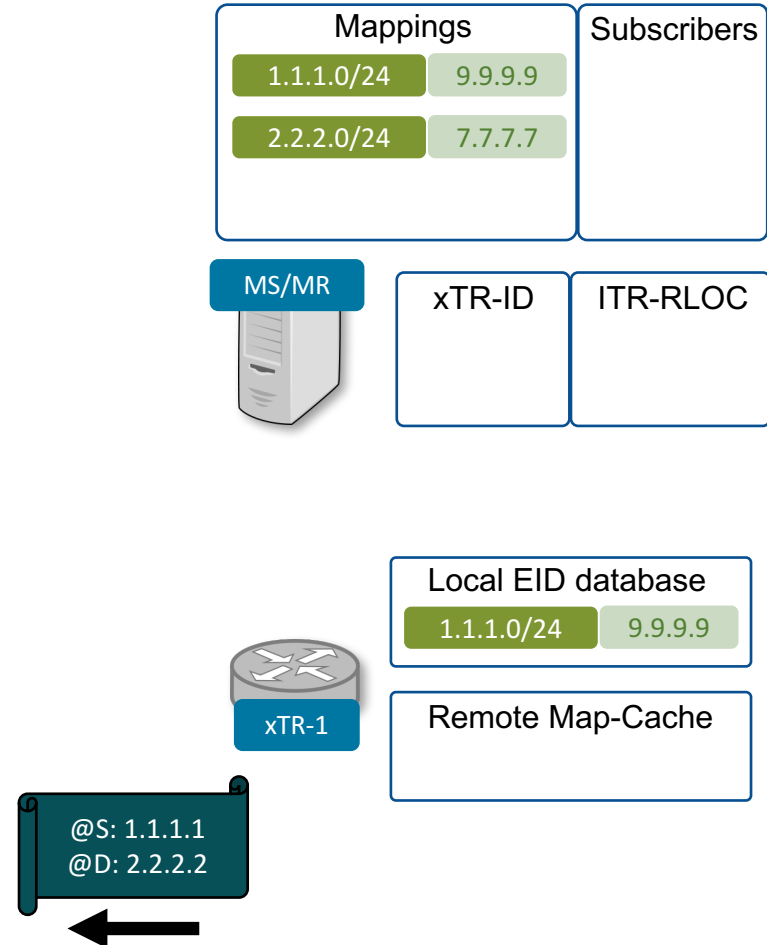 Mappings
Subscribers
1.1.1.0/24
9.9.9.9
2.2.2.0/24
7.7.7.7
MS/MR
xTR-ID
ITR-RLOC
Local EID database
1.1.1.0/24
9.9.9.9
xTR-1
Remote Map-Cache
@S: 1.1.1.1
@D: 2.2.2.2